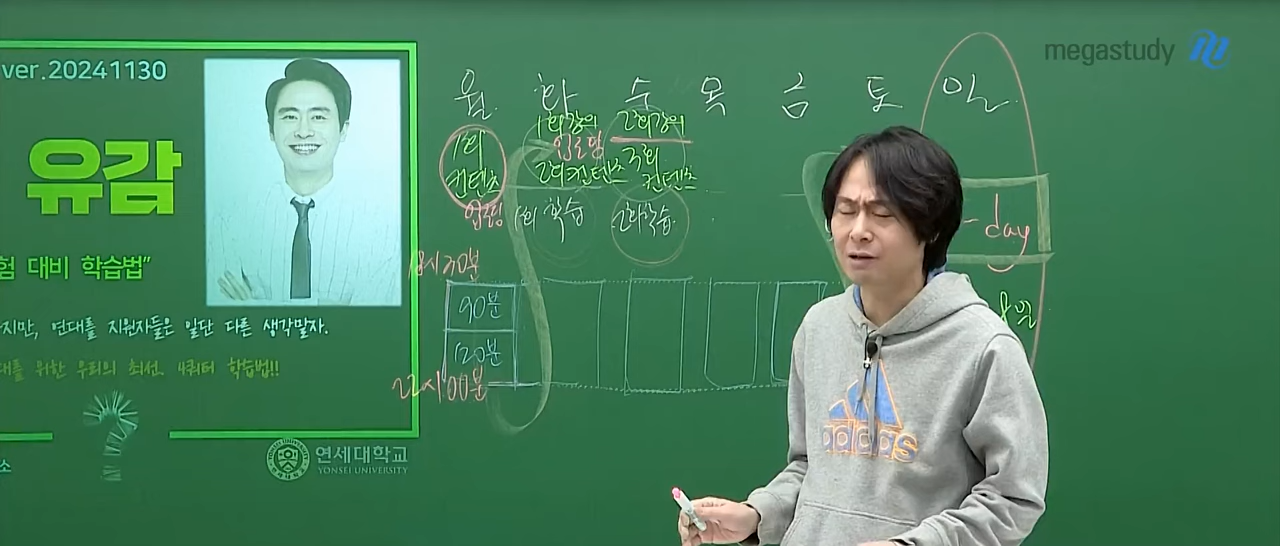 ver.20241130
유감
험 대비 학습법"
지만, 연대를 지원자들은 일단 다른 생각말자.
대를 위한 우리의 최선. 4쿼터 학습법!!
소
연세대학교
YONSEI UNIVERSITY
megastudy
월 화 수 목 금 토 일
1회 컨텐츠
1회강의
업로딩
2회컨텐츠
2회강의
3회 컨텐츠
1회 학습
2회학습
-day
18시30분
90분
120분
22시00분
adidas